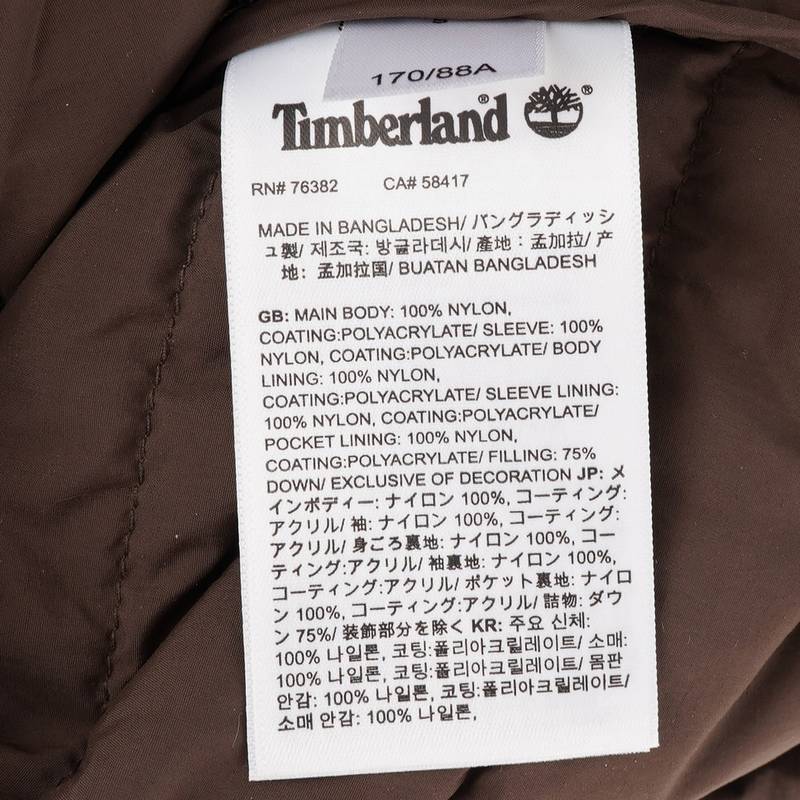 170/88A
Timberland®
®
RN# 76382 CA# 58417
MADE IN BANGLADESH/ バングラディッシ
ュ製/ 제조국: 방글라데시/ 產地：孟加拉/ 产
地：孟加拉国/ BUATAN BANGLADESH
GB: MAIN BODY: 100% NYLON,
COATING:POLYACRYLATE/ SLEEVE: 100%
NYLON, COATING:POLYACRYLATE/ BODY
LINING: 100% NYLON,
COATING:POLYACRYLATE/ SLEEVE LINING:
100% NYLON, COATING:POLYACRYLATE/
POCKET LINING: 100% NYLON,
COATING:POLYACRYLATE/ FILLING: 75%
DOWN/ EXCLUSIVE OF DECORATION JP: メ
インボディー: ナイロン 100%, コーティング:
アクリル/ 袖: ナイロン 100%, コーティング:
アクリル/ 身ごろ裏地: ナイロン 100%, コー
ティング:アクリル/ 袖裏地: ナイロン 100%,
コーティング:アクリル/ ポケット裏地: ナイロ
ン 100%, コーティング:アクリル/ 詰物: ダウ
ン 75%/ 装飾部分を除く KR: 주요 신체:
100% 나일론, 코팅:폴리아크릴레이트/ 소매:
100% 나일론, 코팅:폴리아크릴레이트/ 몸판
안감: 100% 나일론, 코팅:폴리아크릴레이트/
소매 안감: 100% 나일론,